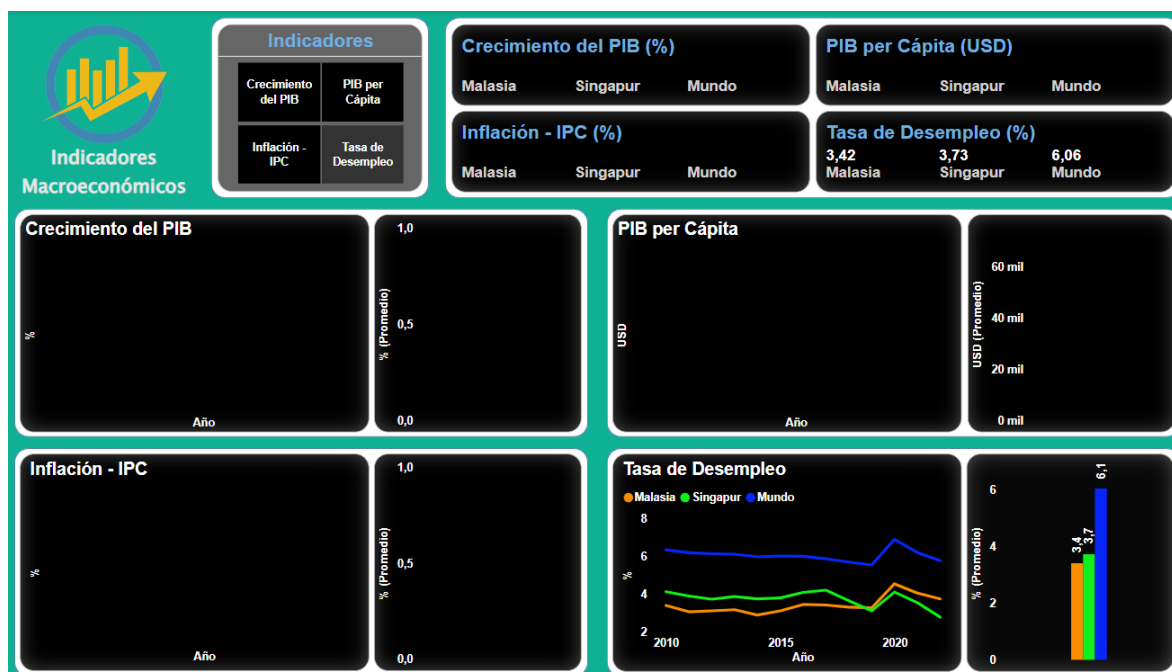 Indicadores
Macroeconómicos
Indicadores
Crecimiento
del PIB
PIB per
Cápita
Inflación -
IPC
Tasa de
Desempleo
Crecimiento del PIB (%)
Malasia Singapur Mundo
PIB per Cápita (USD)
Malasia Singapur Mundo
Inflación - IPC (%)
Malasia Singapur Mundo
Tasa de Desempleo (%)
3,42 3,73 6,06
Malasia Singapur Mundo
Crecimiento del PIB
%
Año
1,0
0,5
0,0
% (Promedio)
PIB per Cápita
USD
Año
60 mil
40 mil
20 mil
0 mil
USD (Promedio)
Inflación - IPC
%
Año
1,0
0,5
0,0
% (Promedio)
Tasa de Desempleo
Malasia Singapur Mundo
8
6
4
2
%
2010 2015 2020
Año
6
4
2
0
% (Promedio)
3,4
3,7
6,1